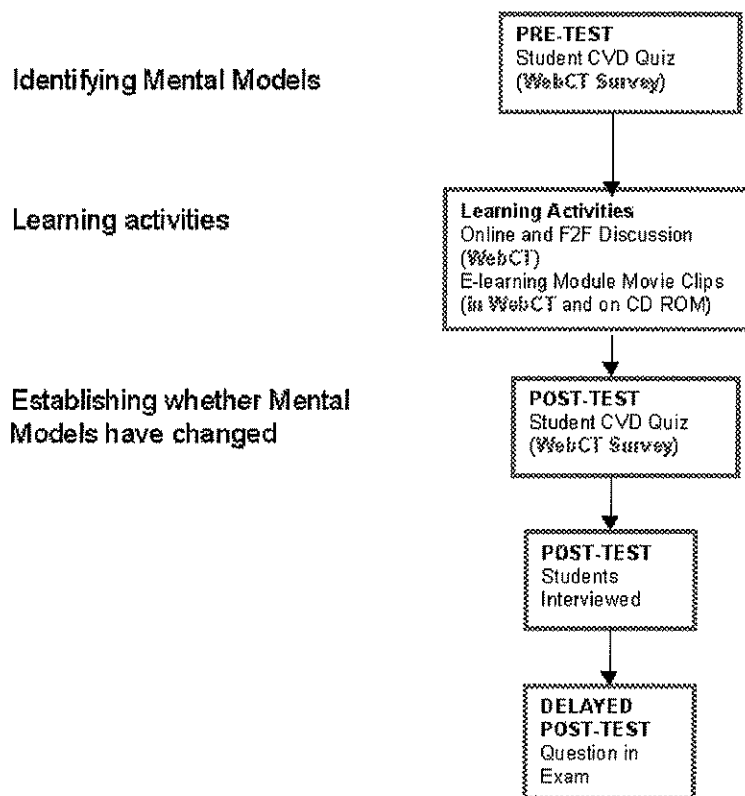 Identifying Mental Models
PRE-TEST
Student CVD Quiz
(WebCT Survey)
Learning activities
Learning Activities
Online and F2F Discussion
(WebCT)
E-learning Module Movie Clips
(in WebCT and on CD ROM)
Establishing whether Mental
Models have changed
POST-TEST
Student CVD Quiz
(WebCT Survey)
POST-TEST
Students
Interviewed
DELAYED
POST-TEST
Question in
Exam